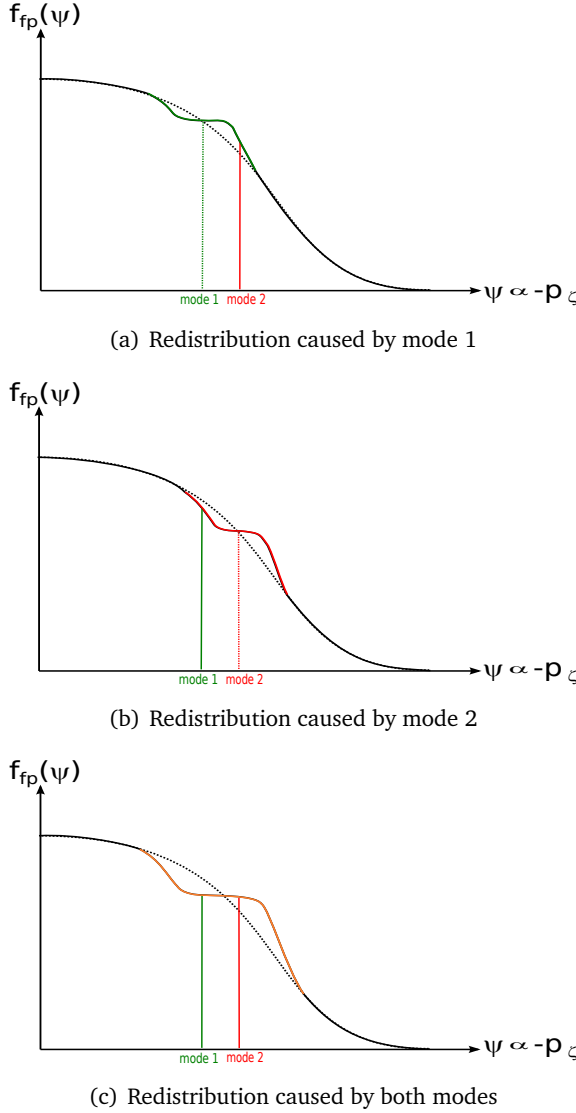 f_fp(ψ)
ψ ∝ -p_ζ
mode 1 mode 2
(a) Redistribution caused by mode 1
f_fp(ψ)
ψ ∝ -p_ζ
mode 1 mode 2
(b) Redistribution caused by mode 2
f_fp(ψ)
ψ ∝ -p_ζ
mode 1 mode 2
(c) Redistribution caused by both modes